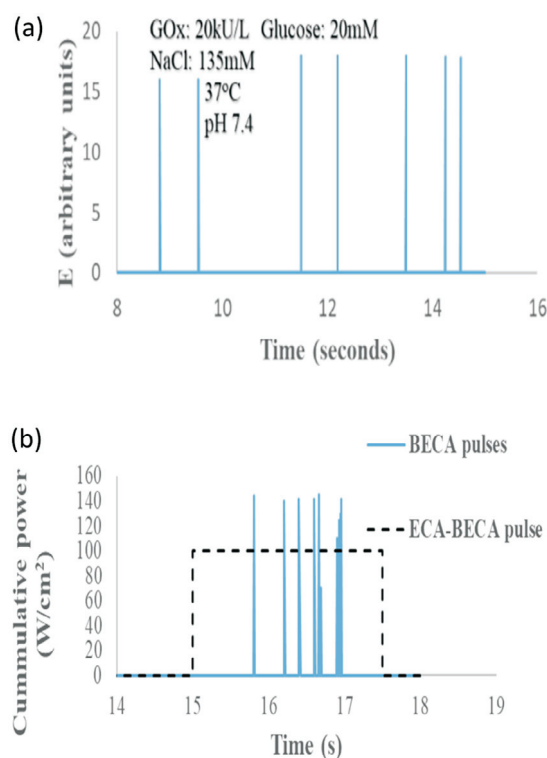 (a)
GOx: 20kU/L Glucose: 20mM
NaCl: 135mM
37°C
pH 7.4
E (arbitrary units)
20
15
10
5
0
8 10 12 14 16
Time (seconds)
(b)
BECA pulses
ECA-BECA pulse
Cummulative power
(W/cm²)
160
140
120
100
80
60
40
20
0
14 15 16 17 18 19
Time (s)